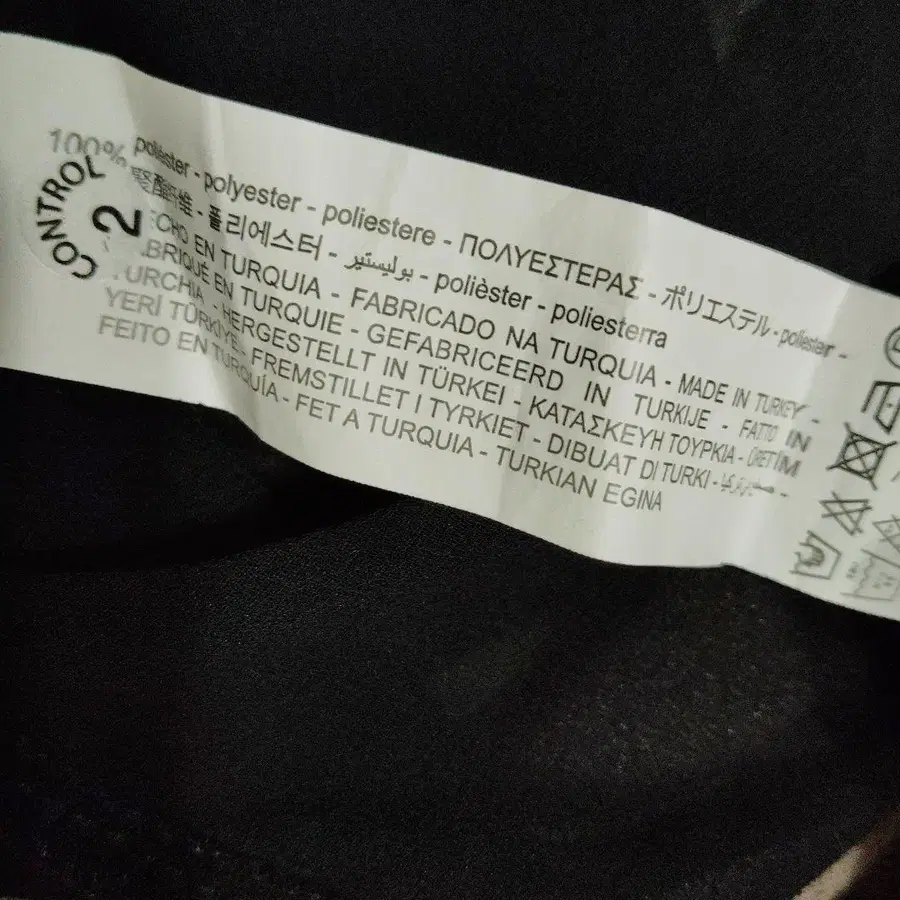 100% poliéster - polyester - poliestere - ΠΟΛΥΕΣΤΕΡΑΣ - ポリエステル - poliester -
聚酯纤维 - 폴리에스터 - بوليستير - polièster - poliesterra
CONTROL 2
ECHO EN TURQUIA - FABRICADO NA TURQUIA - MADE IN TURKEY -
FABRIQUÉ EN TURQUIE - GEFABRICEERD IN TURKIJE - FATTO IN
TURCHIA - HERGESTELLT IN TÜRKEI - ΚΑΤΑΣΚΕΥΗ ΤΟΥΡΚΙΑ - ÜRETİM
YERİ TÜRKİYE - FREMSTILLET I TYRKIET - DIBUAT DI TURKI -
FEITO EN TURQUÍA - FET A TURQUIA - TURKIAN EGINA